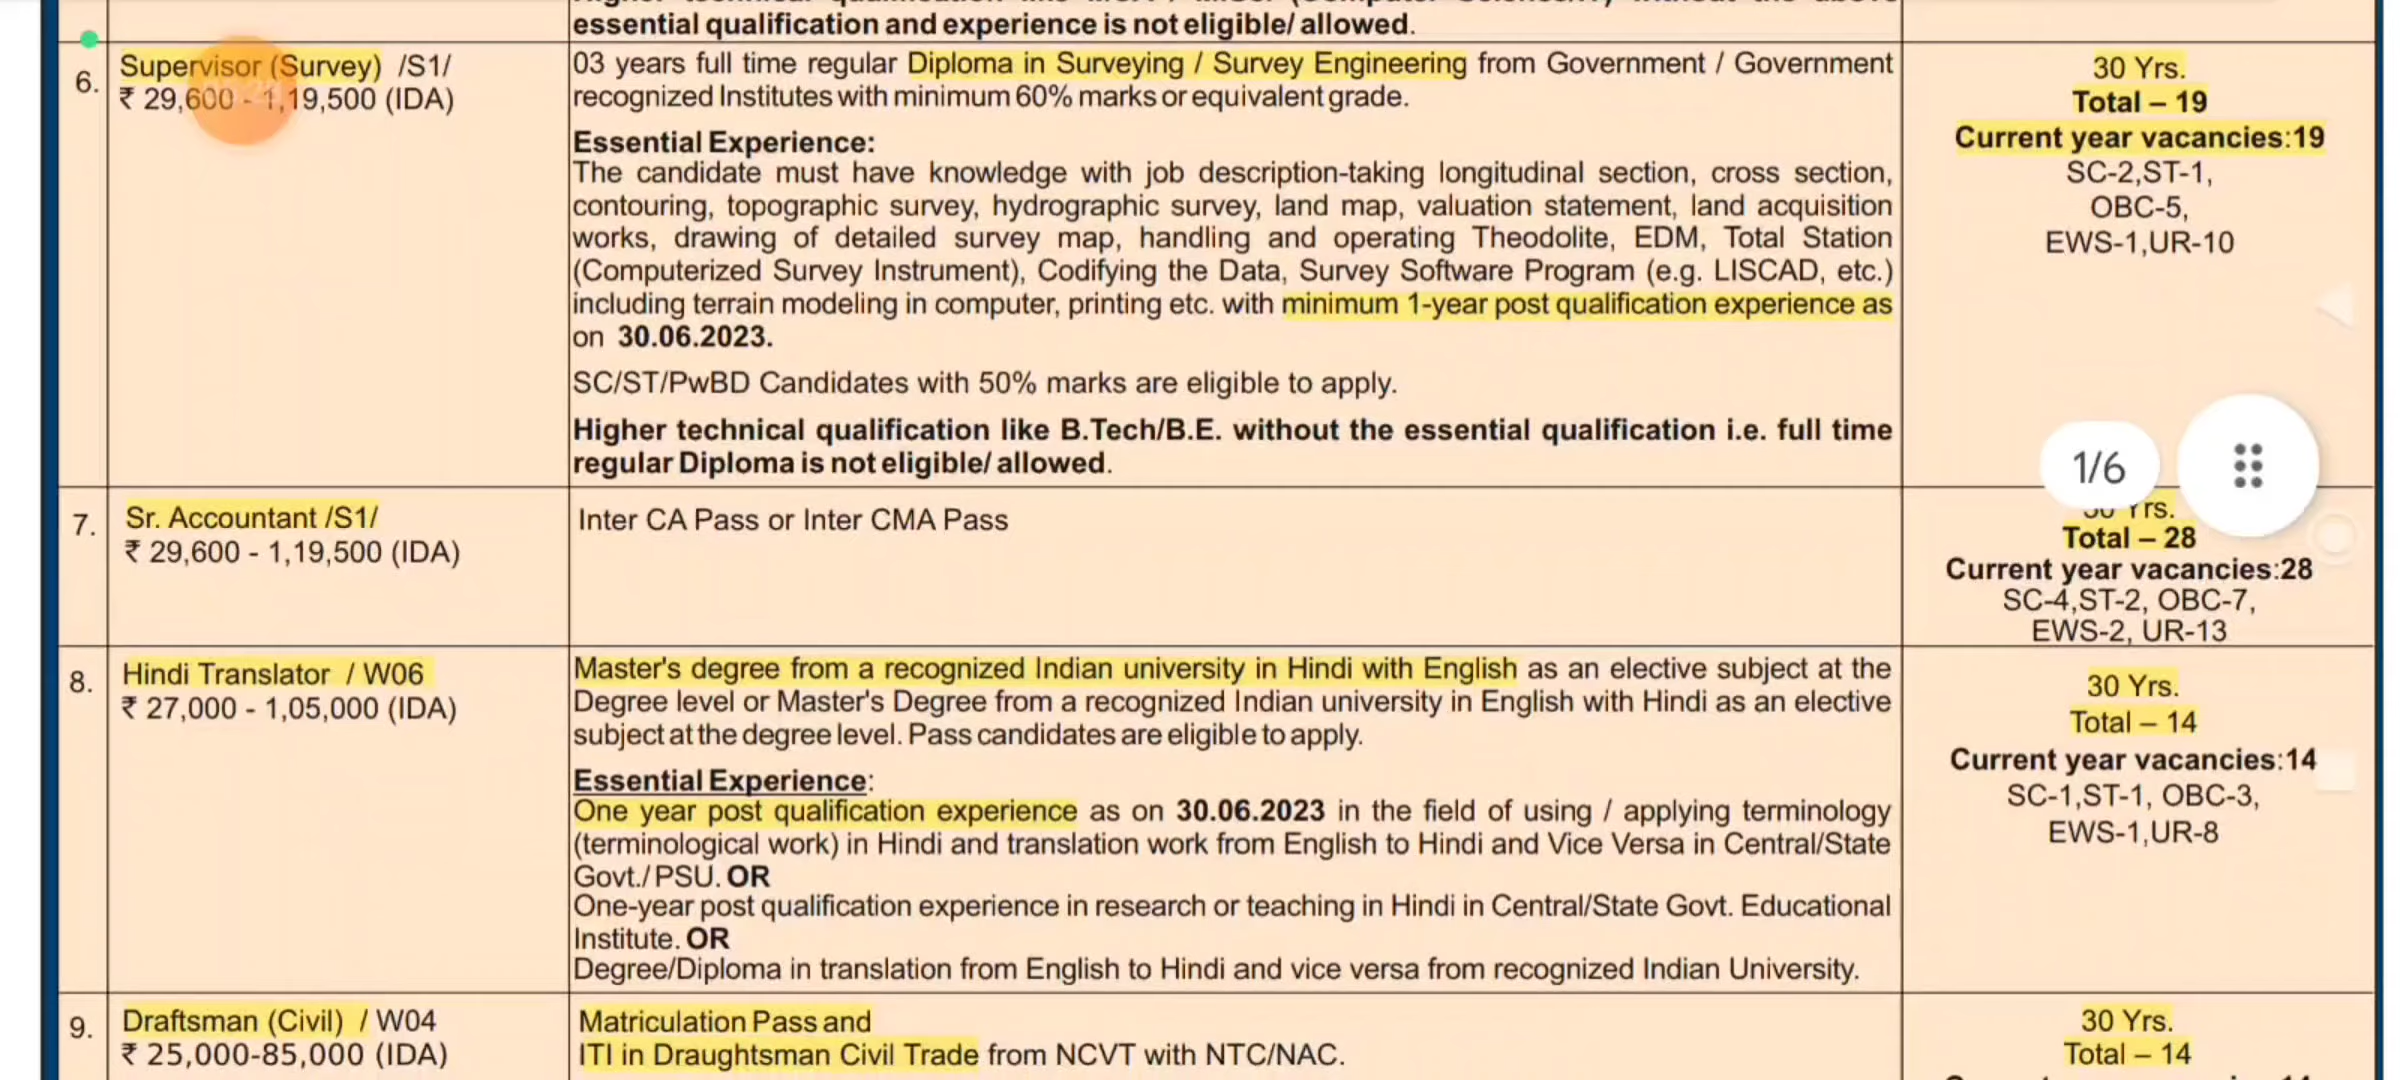 essential qualification and experience is not eligible/ allowed.
6.
Supervisor (Survey) /S1/
₹ 29,600 - 1,19,500 (IDA)
03 years full time regular Diploma in Surveying / Survey Engineering from Government / Government
recognized Institutes with minimum 60% marks or equivalent grade.
Essential Experience:
The candidate must have knowledge with job description-taking longitudinal section, cross section,
contouring, topographic survey, hydrographic survey, land map, valuation statement, land acquisition
works, drawing of detailed survey map, handling and operating Theodolite, EDM, Total Station
(Computerized Survey Instrument), Codifying the Data, Survey Software Program (e.g. LISCAD, etc.)
including terrain modeling in computer, printing etc. with minimum 1-year post qualification experience as
on 30.06.2023.
SC/ST/PwBD Candidates with 50% marks are eligible to apply.
Higher technical qualification like B.Tech/B.E. without the essential qualification i.e. full time
regular Diploma is not eligible/ allowed.
30 Yrs.
Total – 19
Current year vacancies:19
SC-2,ST-1,
OBC-5,
EWS-1,UR-10
1/6
7.
Sr. Accountant /S1/
₹ 29,600 - 1,19,500 (IDA)
Inter CA Pass or Inter CMA Pass
30 Yrs.
Total – 28
Current year vacancies:28
SC-4,ST-2, OBC-7,
EWS-2, UR-13
8.
Hindi Translator / W06
₹ 27,000 - 1,05,000 (IDA)
Master's degree from a recognized Indian university in Hindi with English as an elective subject at the
Degree level or Master's Degree from a recognized Indian university in English with Hindi as an elective
subject at the degree level. Pass candidates are eligible to apply.
Essential Experience:
One year post qualification experience as on 30.06.2023 in the field of using / applying terminology
(terminological work) in Hindi and translation work from English to Hindi and Vice Versa in Central/State
Govt./ PSU. OR
One-year post qualification experience in research or teaching in Hindi in Central/State Govt. Educational
Institute. OR
Degree/Diploma in translation from English to Hindi and vice versa from recognized Indian University.
30 Yrs.
Total – 14
Current year vacancies:14
SC-1,ST-1, OBC-3,
EWS-1,UR-8
9.
Draftsman (Civil) / W04
₹ 25,000-85,000 (IDA)
Matriculation Pass and
ITI in Draughtsman Civil Trade from NCVT with NTC/NAC.
30 Yrs.
Total – 14